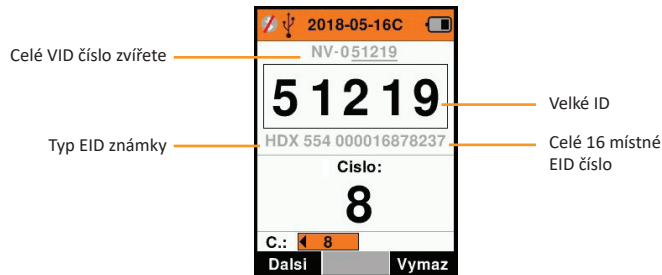 2018-05-16C
Celé VID číslo zvířete
NV-051219
51219
Velké ID
Typ EID známky
HDX 554 000016878237
Celé 16 místné
EID číslo
Cislo:
8
C.: 8
Dalsi Vymaz